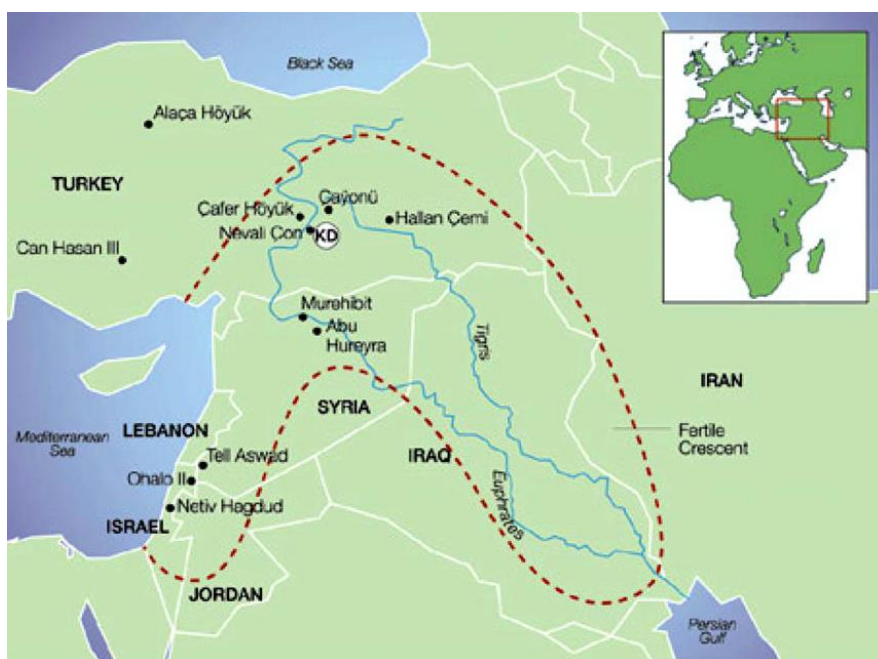 Black Sea
Alaça Höyük
TURKEY
Çafer Höyük
Çayonü
Hallan Çemi
Nevali Çori
KD
Can Hasan III
Murehibit
Abu
Hureyra
Tigris
IRAN
SYRIA
Fertile
Crescent
LEBANON
Mediterranean
Sea
Tell Aswad
IRAQ
Ohalo II
Euphrates
Netiv Hagdud
ISRAEL
JORDAN
Persian
Gulf